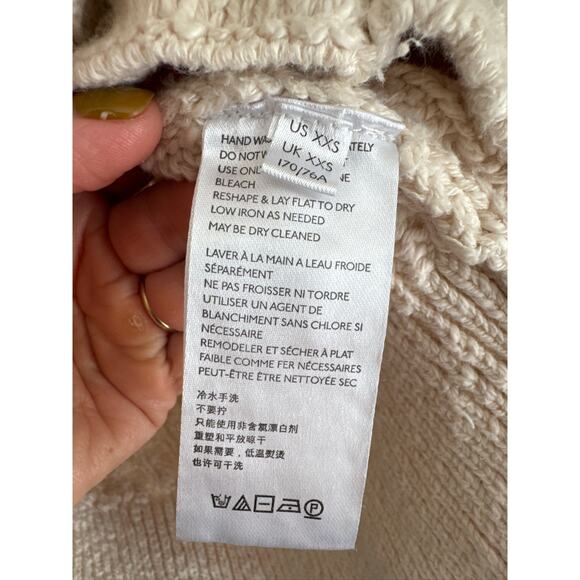 US XXS
UK XXS
170/76A
HAND
DO NOT
USE
BLEACH
RESHAPE & LAY FLAT TO DRY
LOW IRON AS NEEDED
MAY BE DRY CLEANED
LAVER À LA MAIN A LEAU FROIDE
SÉPARÉMENT
NE PAS FROISSER NI TORDRE
UTILISER UN AGENT DE
BLANCHIMENT SANS CHLORE SI
NÉCESSAIRE
REMODELER ET SÉCHER À PLAT
FAIBLE COMME FER NÉCESSAIRES
PEUT-ÊTRE ÊTRE NETTOYÉE SEC
冷水手洗
不要拧
只能使用非含氯漂白剂
重塑和平放晾干
如果需要，低温熨烫
也许可干洗